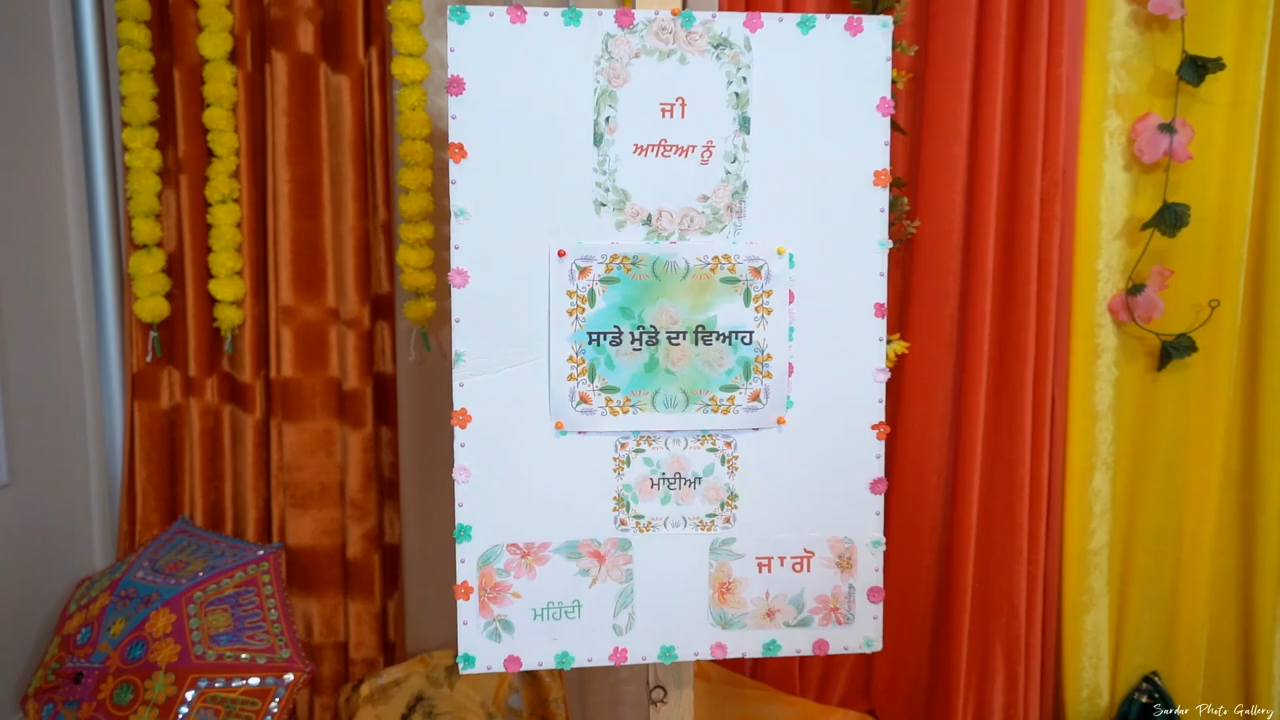 ਜੀ
ਆਇਆ ਨੂੰ
ਸਾਡੇ ਮੁੰਡੇ ਦਾ ਵਿਆਹ
ਮਾਂਈਆ
ਮਹਿੰਦੀ
ਜਾਗੋ
Sardar Photo Gallery